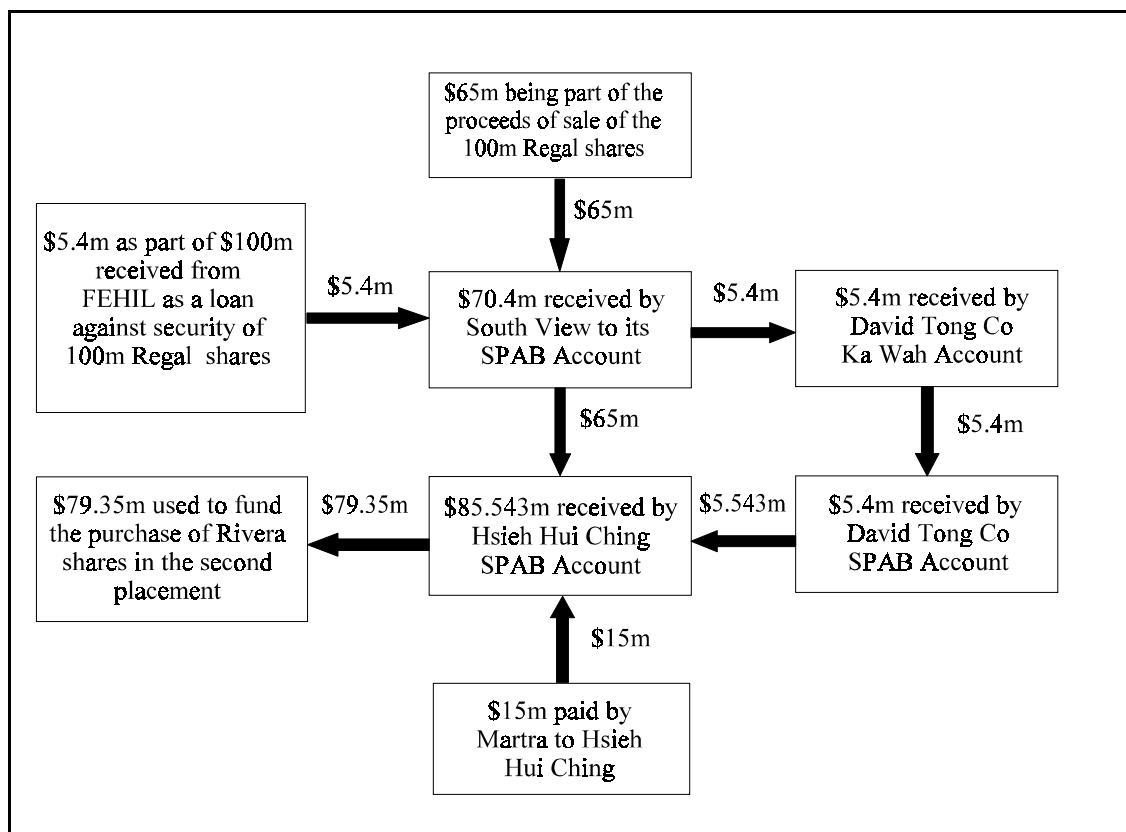 $65m being part of the
proceeds of sale of the
100m Regal shares
$65m
$5.4m as part of $100m
received from
FEHIL as a loan
against security of
100m Regal shares
$5.4m
$70.4m received by
South View to its
SPAB Account
$5.4m
$5.4m received by
David Tong Co
Ka Wah Account
$65m
$5.4m
$79.35m used to fund
the purchase of Rivera
shares in the second
placement
$79.35m
$85.543m received by
Hsieh Hui Ching
SPAB Account
$5.543m
$5.4m received by
David Tong Co
SPAB Account
$15m
$15m paid by
Martra to Hsieh
Hui Ching